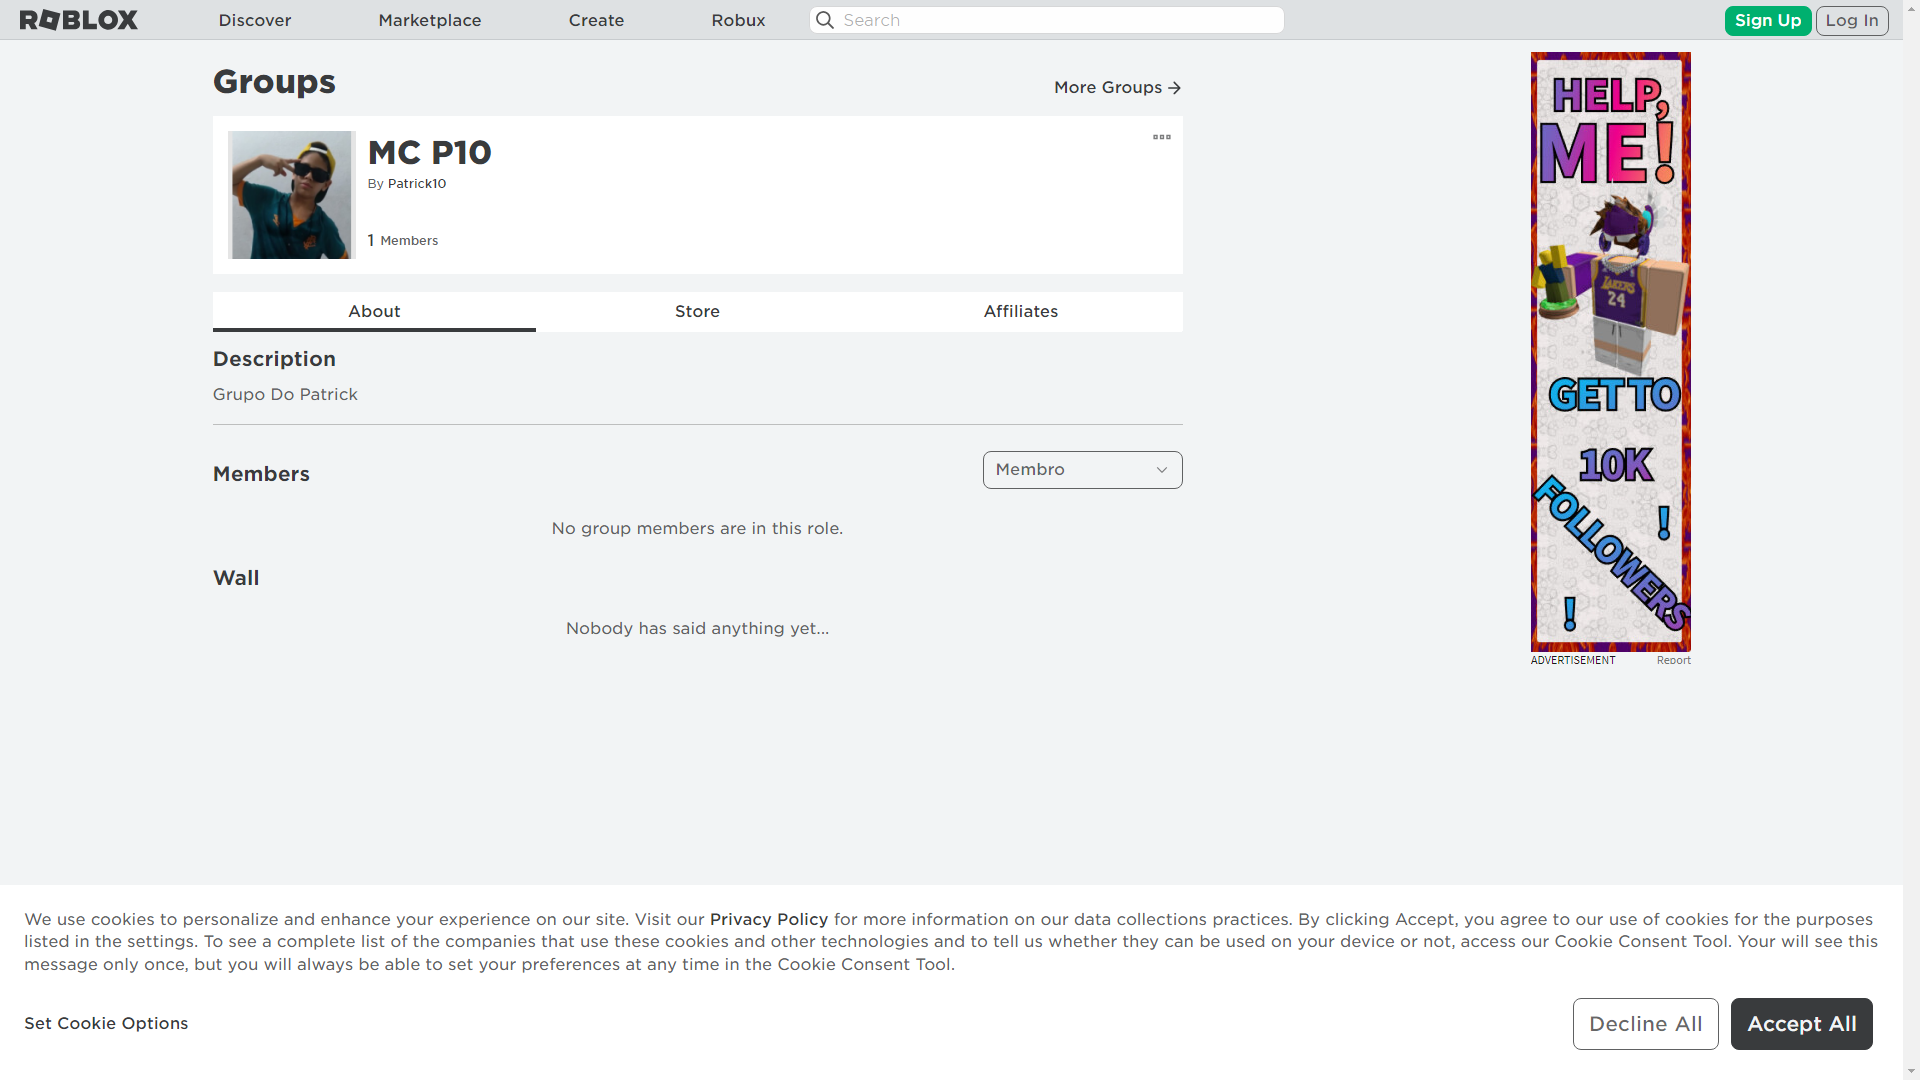 ROBLOX Discover Marketplace Create Robux Search Sign Up Log In
Groups
More Groups
MC P10
By Patrick10
1 Members
About Store Affiliates
Description
Grupo Do Patrick
Members
Membro
No group members are in this role.
Wall
Nobody has said anything yet...
HELP,
ME!
LAKERS
24
GET TO
10K
FOLLOWERS
!
!
ADVERTISEMENT Report
We use cookies to personalize and enhance your experience on our site. Visit our Privacy Policy for more information on our data collections practices. By clicking Accept, you agree to our use of cookies for the purposes
listed in the settings. To see a complete list of the companies that use these cookies and other technologies and to tell us whether they can be used on your device or not, access our Cookie Consent Tool. Your will see this
message only once, but you will always be able to set your preferences at any time in the Cookie Consent Tool.
Set Cookie Options
Decline All
Accept All